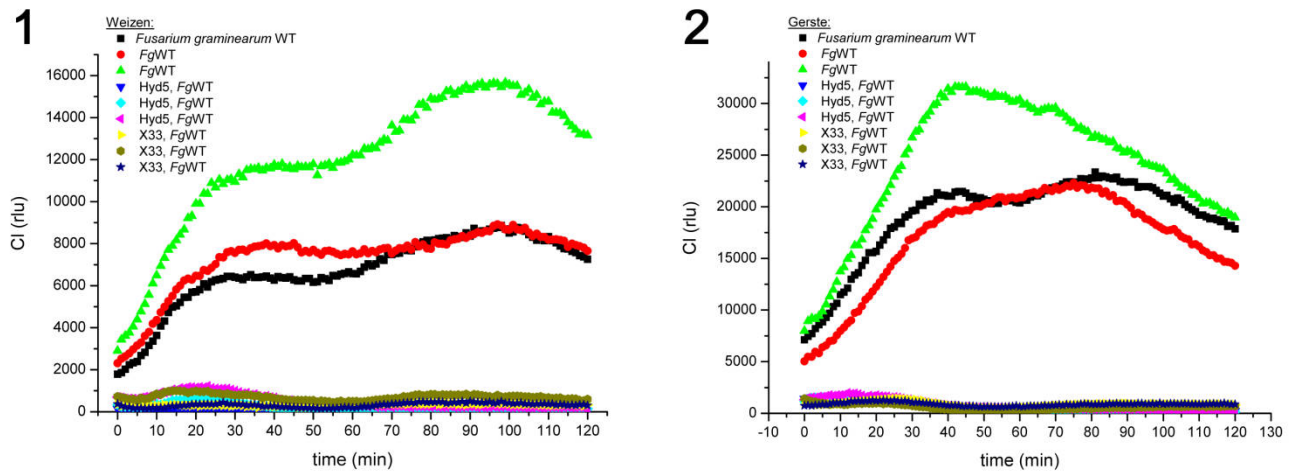 1
Weizen:
Fusarium graminearum WT
FgWT
FgWT
Hyd5, FgWT
Hyd5, FgWT
Hyd5, FgWT
X33, FgWT
X33, FgWT
X33, FgWT
16000
14000
12000
10000
8000
6000
4000
2000
0
CI (rlu)
0 10 20 30 40 50 60 70 80 90 100 110 120
time (min)
2
Gerste:
Fusarium graminearum WT
FgWT
FgWT
Hyd5, FgWT
Hyd5, FgWT
Hyd5, FgWT
X33, FgWT
X33, FgWT
X33, FgWT
30000
25000
20000
15000
10000
5000
0
CI (rlu)
-10 0 10 20 30 40 50 60 70 80 90 100 110 120 130
time (min)